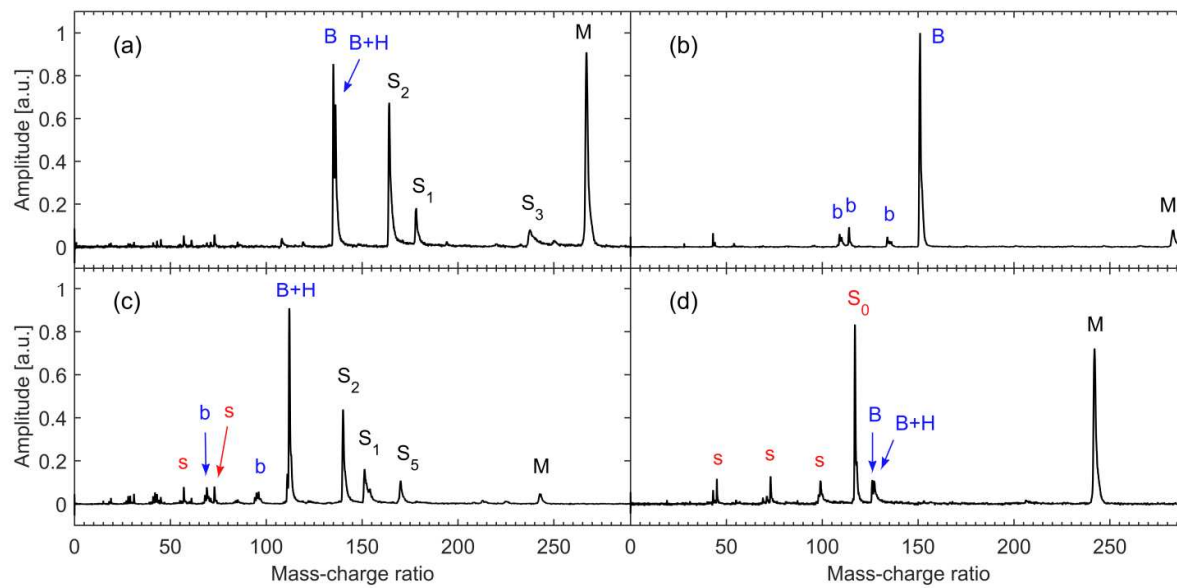 (a)
B
B+H
S2
S1
S3
M
(b)
B
b
b
b
M
1
0.8
0.6
0.4
0.2
0
Amplitude [a.u.]
(c)
B+H
s
b
s
b
S2
S1
S5
M
(d)
s
s
s
S0
B
B+H
M
1
0.8
0.6
0.4
0.2
0
Amplitude [a.u.]
0 50 100 150 200 250
0 50 100 150 200 250
Mass-charge ratio
Mass-charge ratio